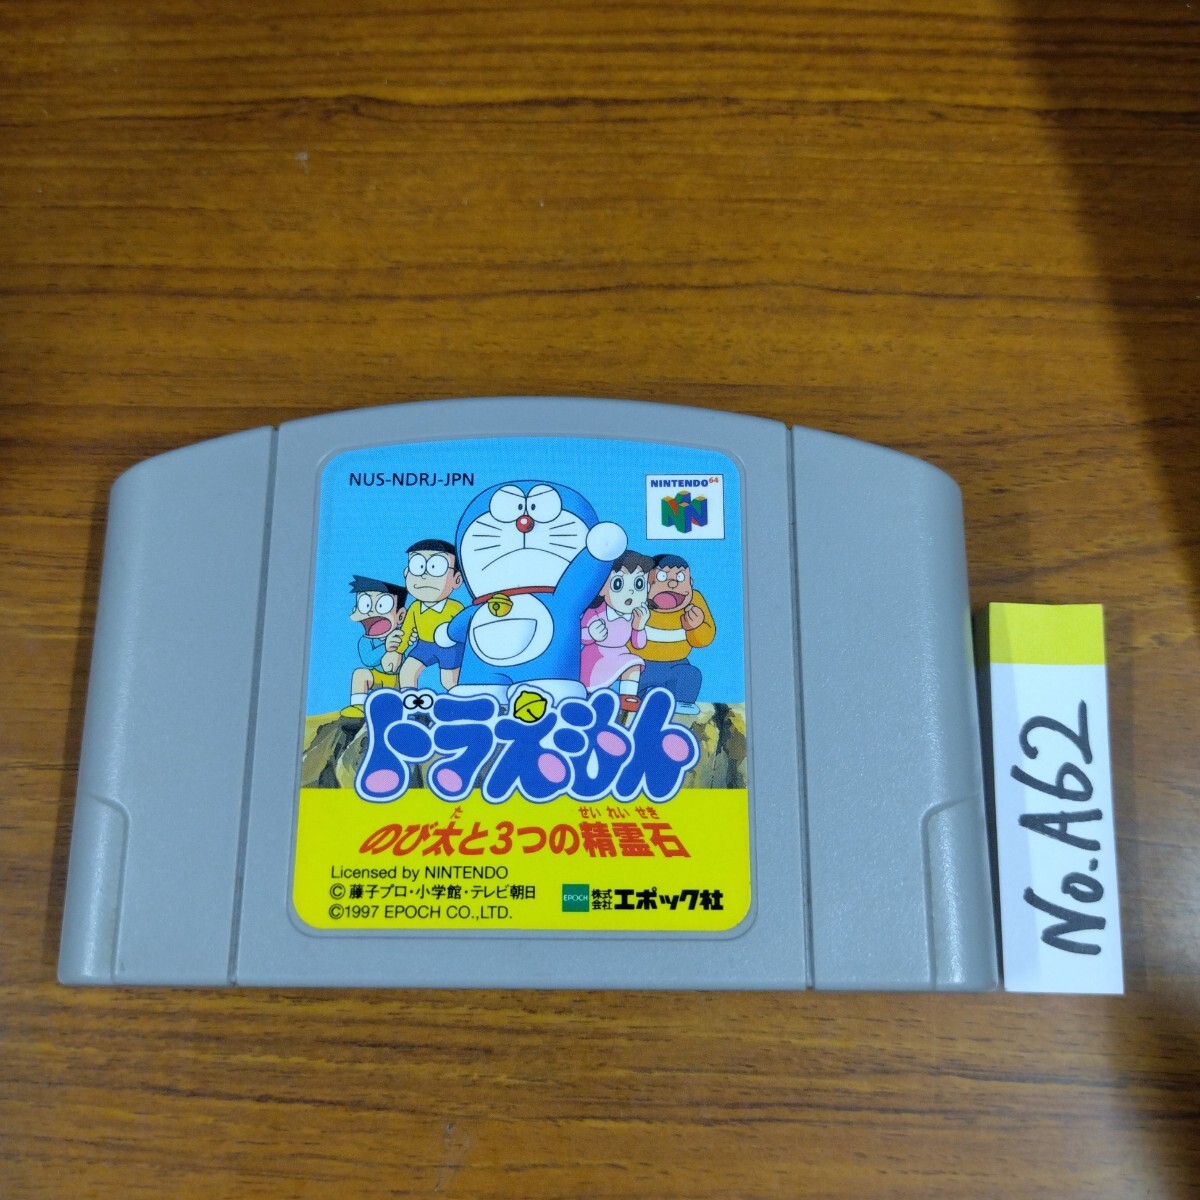 NUS-NDRJ-JPN
NINTENDO64
ドラえもん
のび太と3つの精霊石
た
せいれいせき
Licensed by NINTENDO
©藤子プロ・小学館・テレビ朝日
©1997 EPOCH CO.,LTD.
EPOCH
株式会社エポック社
No.A62